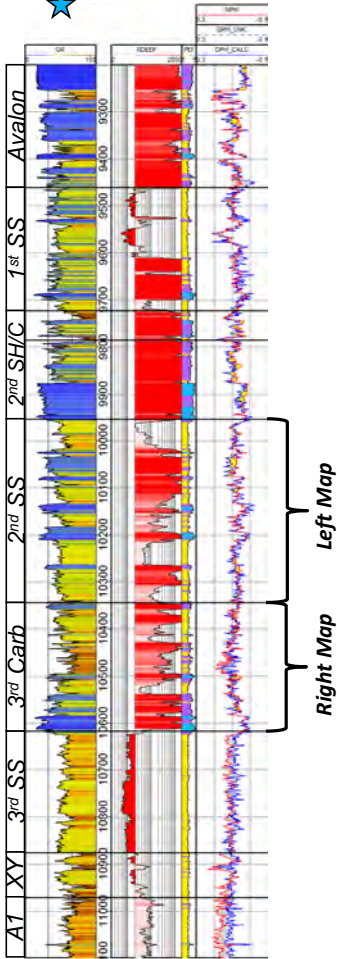 GR
RDEEP
PEF
NPHI
DPHI_CALC
Avalon
1st SS
2nd SH/C
2nd SS
3rd Carb
3rd SS
XY
A1
9300
9400
9500
9600
9700
9800
9900
10000
10100
10200
10300
10400
10500
10600
10700
10800
10900
11000
Left Map
Right Map